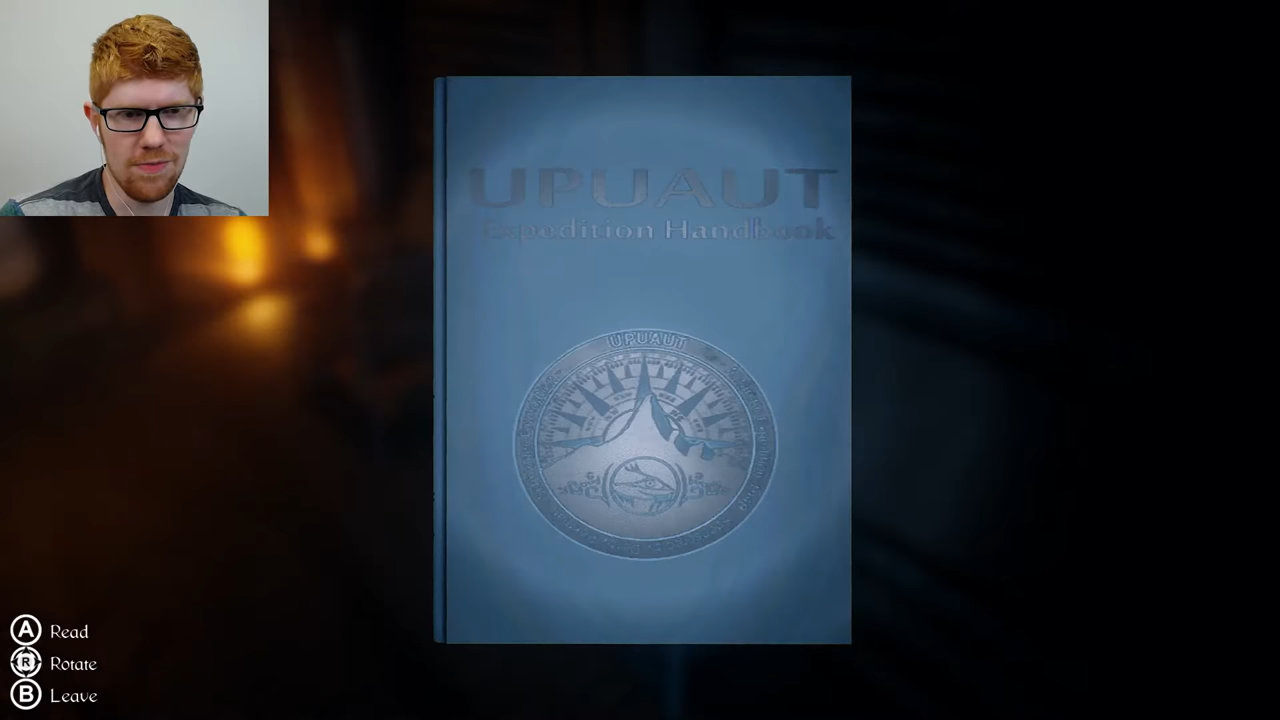 UPUAUT
Expedition Handbook
UPUAUT
A Read
R Rotate
B Leave